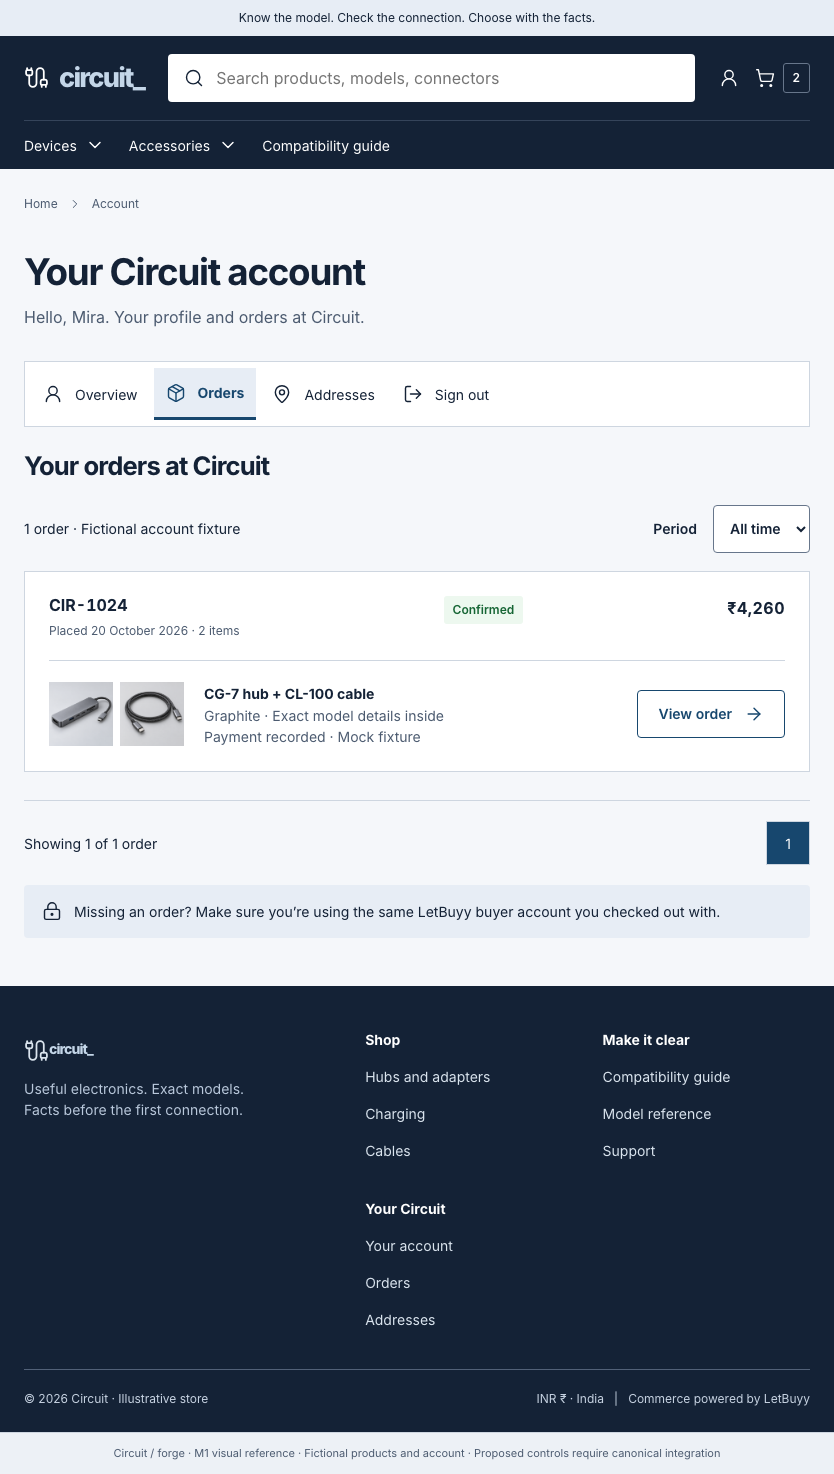 Know the model. Check the connection. Choose with the facts.
circuit_
Search products, models, connectors
2
Devices
Accessories
Compatibility guide
Home
Account
Your Circuit account
Hello, Mira. Your profile and orders at Circuit.
Overview
Orders
Addresses
Sign out
Your orders at Circuit
1 order · Fictional account fixture
Period
All time
CIR-1024
Confirmed
₹4,260
Placed 20 October 2026 · 2 items
CG-7 hub + CL-100 cable
Graphite · Exact model details inside
Payment recorded · Mock fixture
View order
Showing 1 of 1 order
1
Missing an order? Make sure you’re using the same LetBuyy buyer account you checked out with.
circuit_
Useful electronics. Exact models.
Facts before the first connection.
Shop
Hubs and adapters
Charging
Cables
Make it clear
Compatibility guide
Model reference
Support
Your Circuit
Your account
Orders
Addresses
© 2026 Circuit · Illustrative store
INR ₹ · India | Commerce powered by LetBuyy
Circuit / forge · M1 visual reference · Fictional products and account · Proposed controls require canonical integration